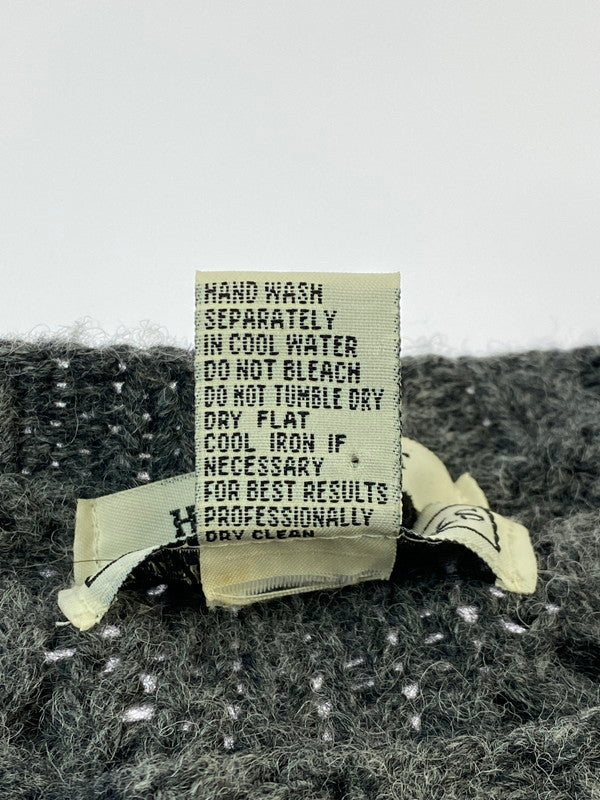 HAND WASH
SEPARATELY
IN COOL WATER
DO NOT BLEACH
DO NOT TUMBLE DRY
DRY FLAT
COOL IRON IF
NECESSARY
FOR BEST RESULTS
PROFESSIONALLY
DRY CLEAN
H